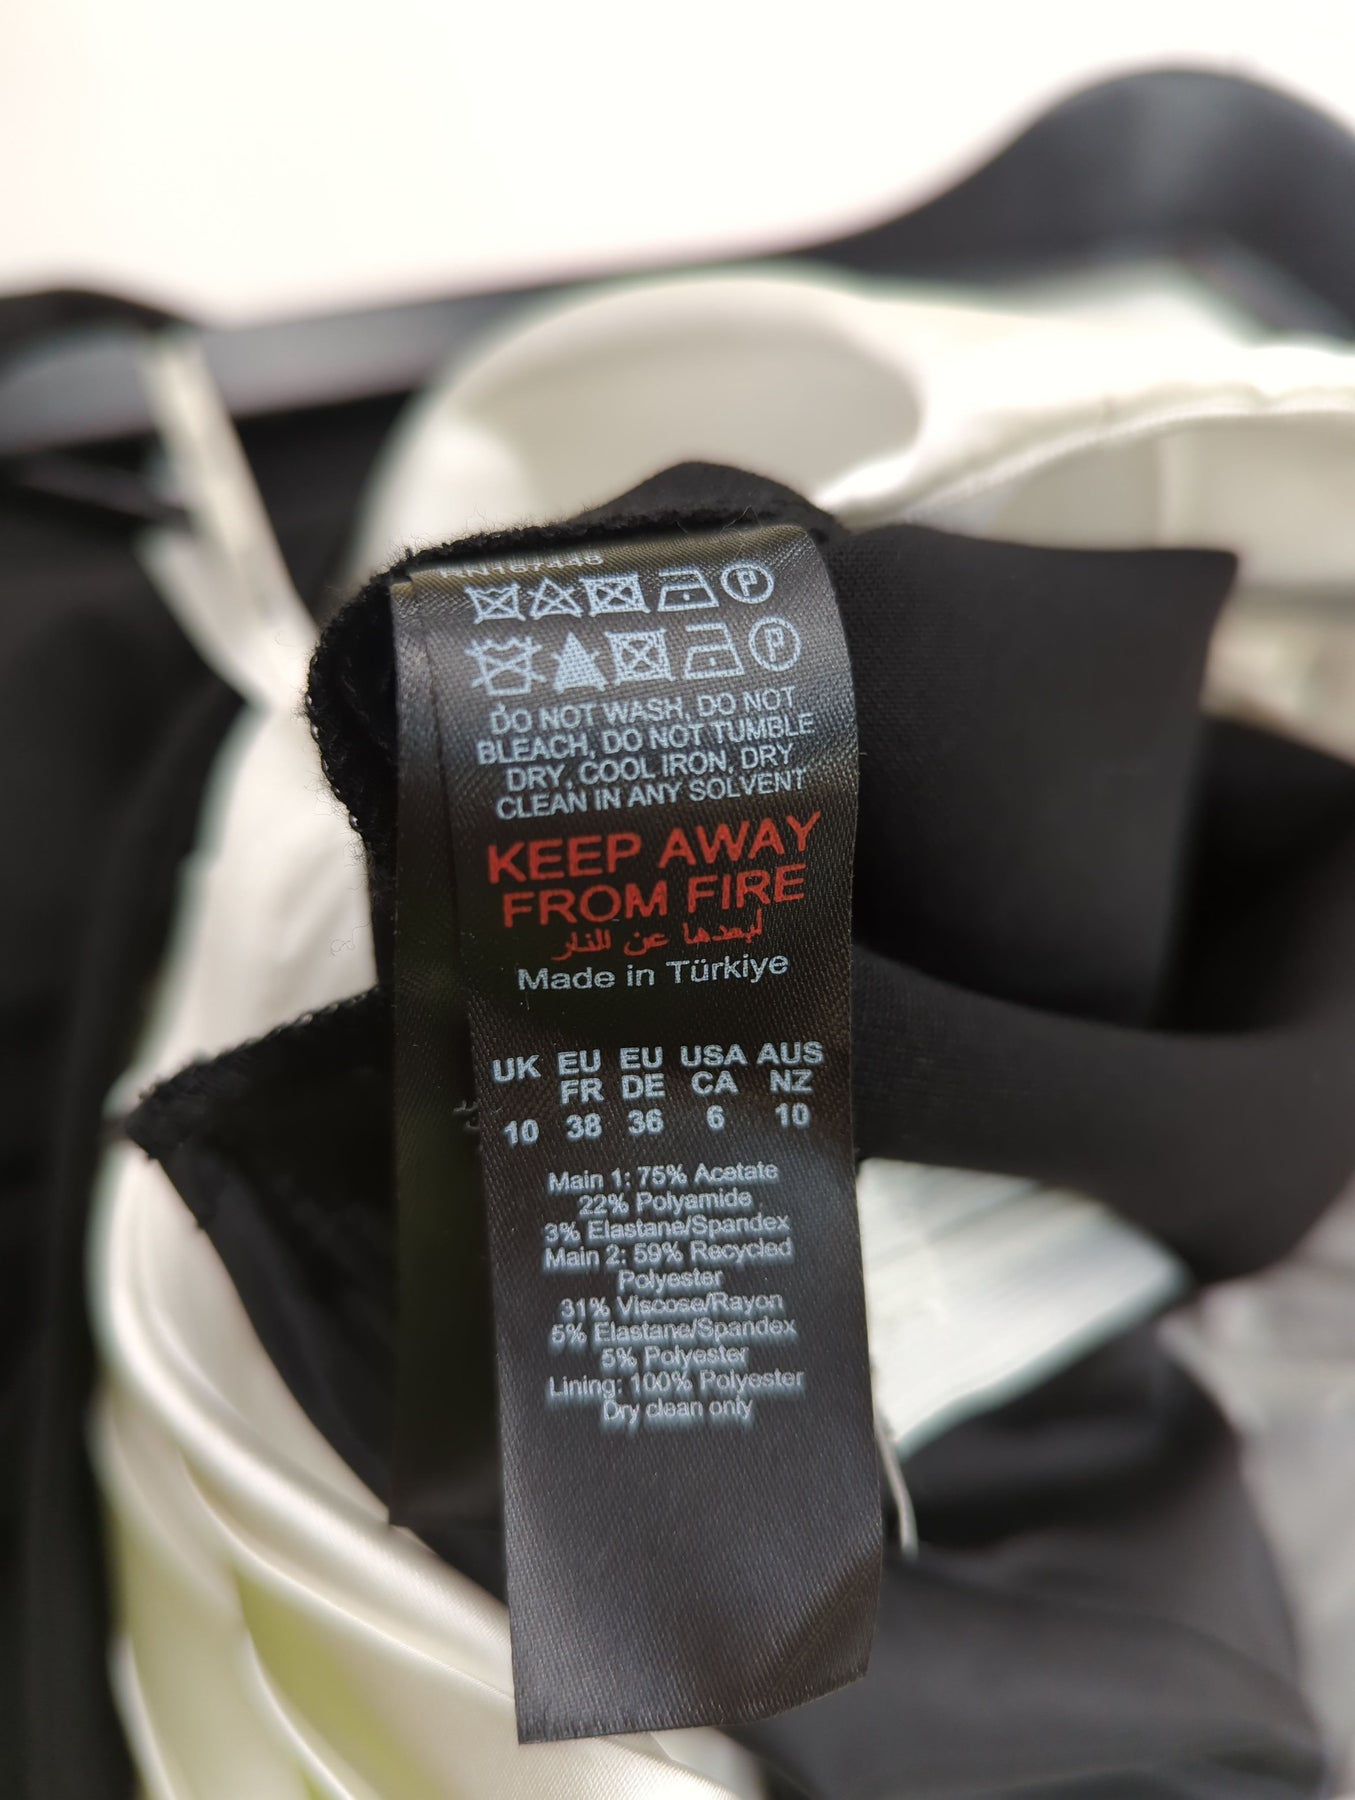 DO NOT WASH, DO NOT
BLEACH, DO NOT TUMBLE
DRY, COOL IRON, DRY
CLEAN IN ANY SOLVENT
KEEP AWAY
FROM FIRE
لبعدها عن النار
Made in Türkiye
UK EU EU USA AUS
FR DE CA NZ
10 38 36 6 10
Main 1: 75% Acetate
22% Polyamide
3% Elastane/Spandex
Main 2: 59% Recycled
Polyester
31% Viscose/Rayon
5% Elastane/Spandex
5% Polyester
Lining: 100% Polyester
Dry clean only